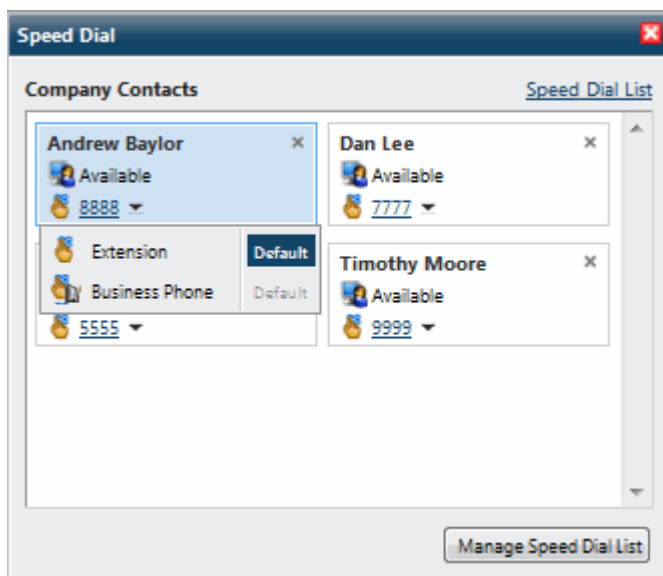 Speed Dial
Company Contacts
Speed Dial List
Andrew Baylor
Available
8888
Dan Lee
Available
7777
Extension Default
Business Phone Default
5555
Timothy Moore
Available
9999
Manage Speed Dial List